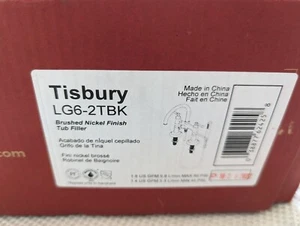 Tisbury
LG6-2TBK
Brushed Nickel Finish
Tub Filler
Made in China
Hecho en China
Fait en Chine
Acabado de níquel cepillado
Grifo de la Tina
Fini nickel brossé
Robinet de Baignoire
.com